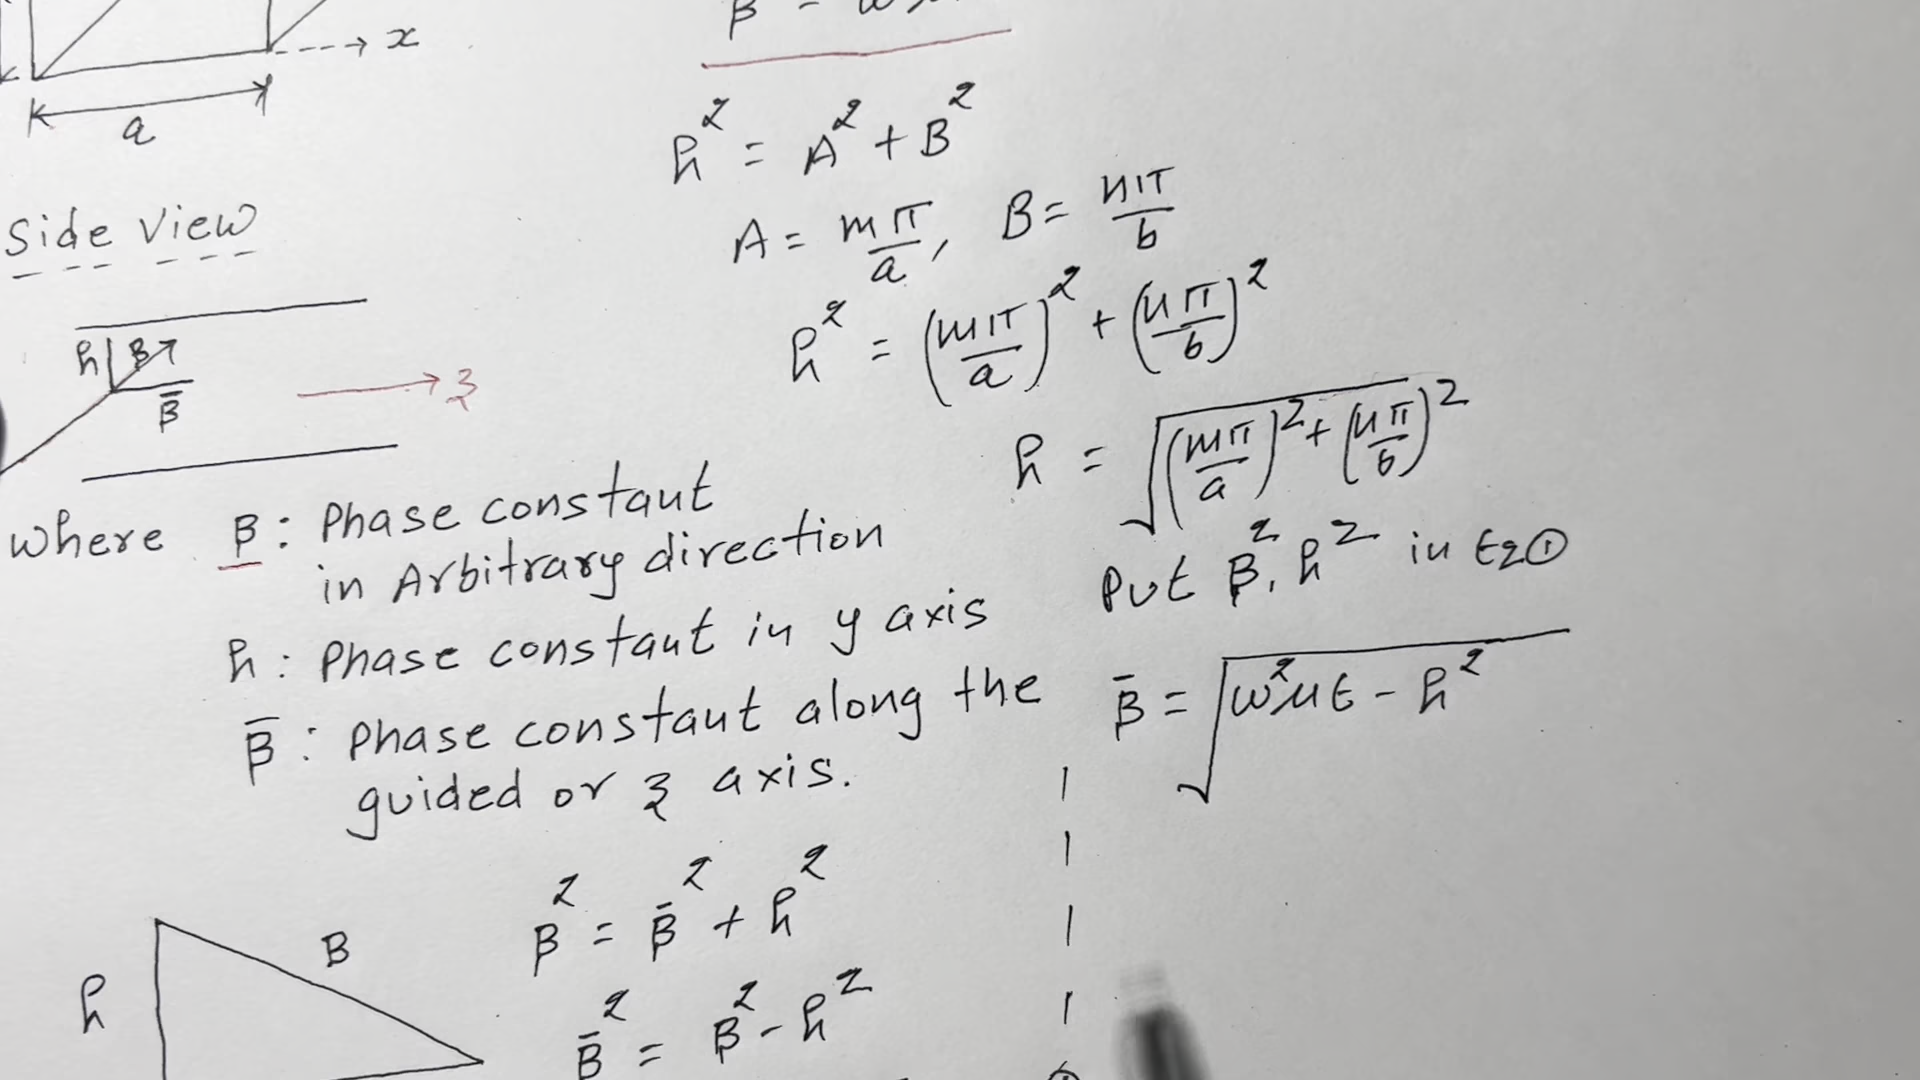 x
a
Side View
h β
β̄
→ z
where β : Phase constant
in Arbitrary direction
h : Phase constant in y axis
β̄ : Phase constant along the
guided or z axis.
h
β
β² = β̄² + h²
β̄² = β² - h²
h² = A² + B²
A = mπ/a, B = nπ/b
h² = (mπ/a)² + (nπ/b)²
h = √((mπ/a)² + (nπ/b)²)
Put β², h² in Eq①
β̄ = √(ω²με - h²)